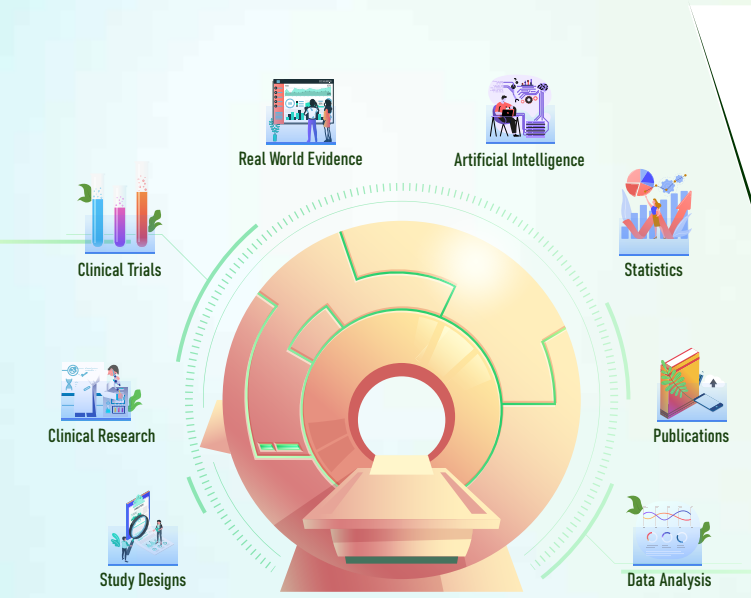 Real World Evidence
Artificial Intelligence
Clinical Trials
Statistics
Clinical Research
Publications
Study Designs
Data Analysis